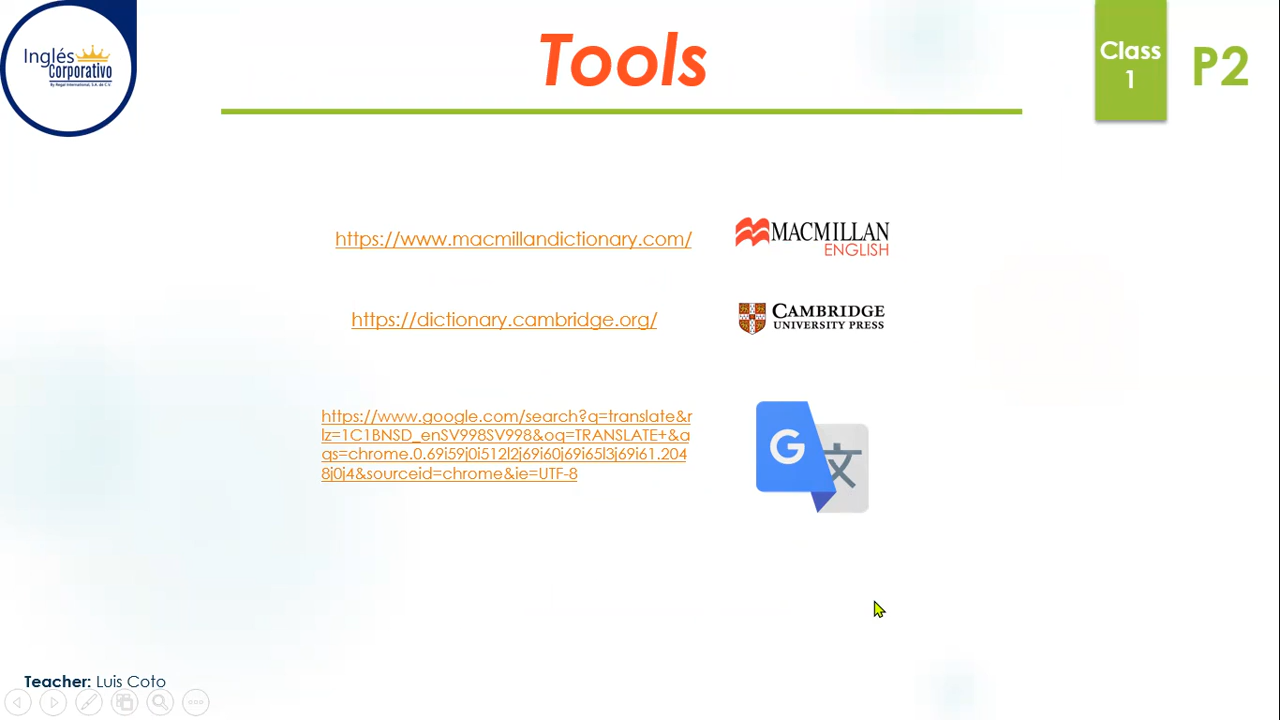 Inglés
Corporativo
By Regal International, S.A. de C.V.
Tools
Class
1
P2
https://www.macmillandictionary.com/
MACMILLAN
ENGLISH
https://dictionary.cambridge.org/
CAMBRIDGE
UNIVERSITY PRESS
https://www.google.com/search?q=translate&r
lz=1C1BNSD_enSV998SV998&oq=TRANSLATE+&a
qs=chrome.0.69i59j0i512l2j69i60j69i65l3j69i61.204
8j0j4&sourceid=chrome&ie=UTF-8
G 文
Teacher: Luis Coto